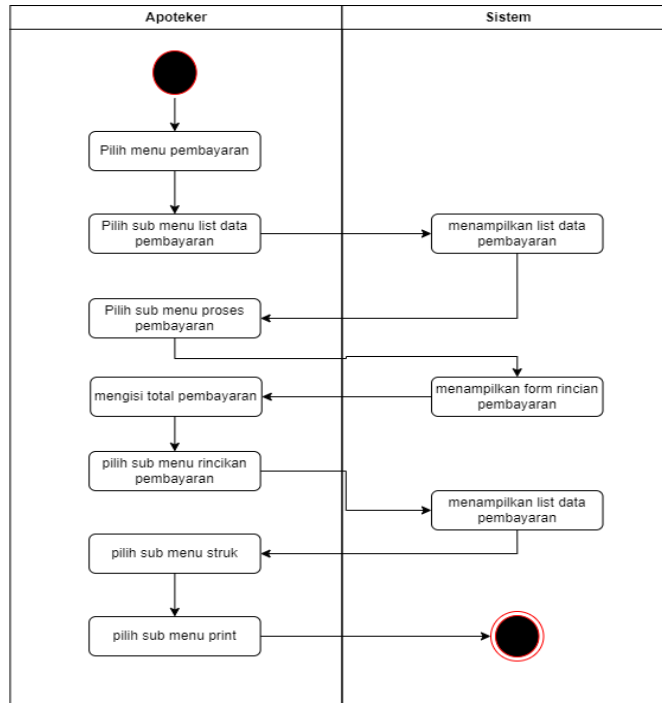 Apoteker
Sistem
Pilih menu pembayaran
Pilih sub menu list data
pembayaran
menampilkan list data
pembayaran
Pilih sub menu proses
pembayaran
menampilkan form rincian
pembayaran
mengisi total pembayaran
pilih sub menu rincikan
pembayaran
menampilkan list data
pembayaran
pilih sub menu struk
pilih sub menu print